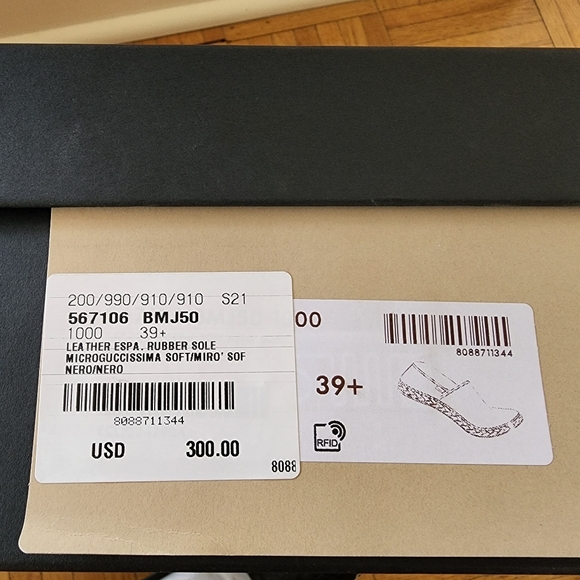 200/990/910/910 S21
567106 BMJ50
1000 39+
LEATHER ESPA. RUBBER SOLE
MICROGUCCISSIMA SOFT/MIRO' SOF
NERO/NERO
8088711344
USD 300.00
8088
00
8088711344
39+
RFID